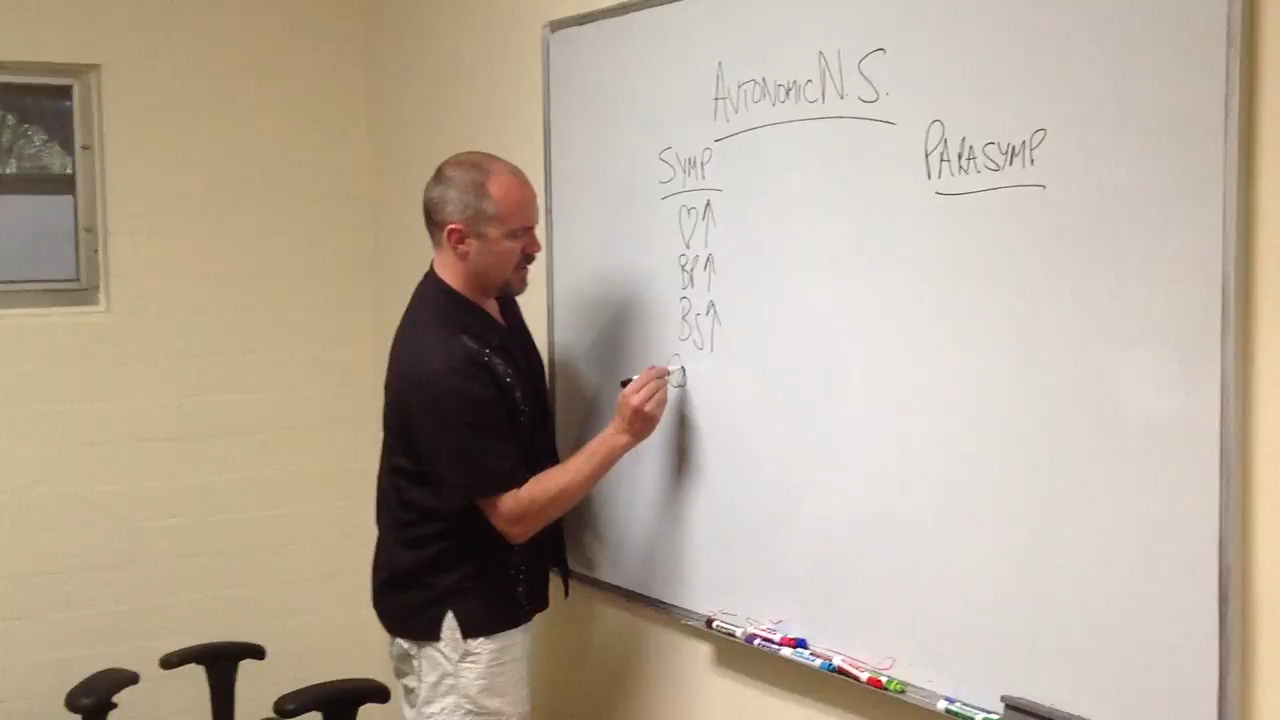 AUTONOMIC N.S.
SYMP
♡↑
BP↑
BS↑
PARASYMP